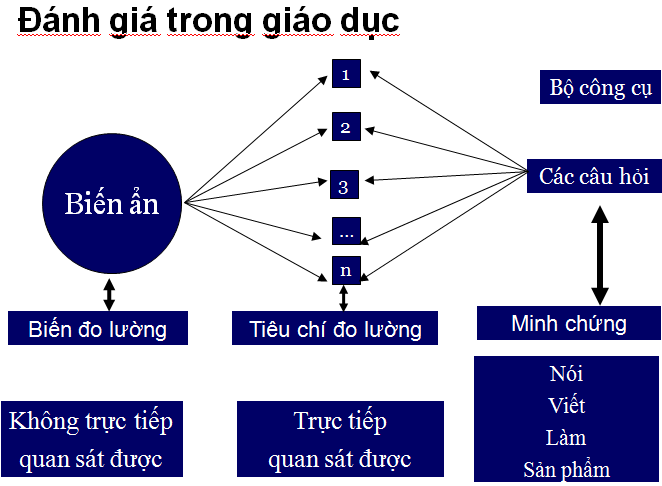 Đánh giá trong giáo dục
1
2
3
...
n
Biến ẩn
Bộ công cụ
Các câu hỏi
Biến đo lường
Tiêu chí đo lường
Minh chứng
Không trực tiếp
quan sát được
Trực tiếp
quan sát được
Nói
Viết
Làm
Sản phẩm